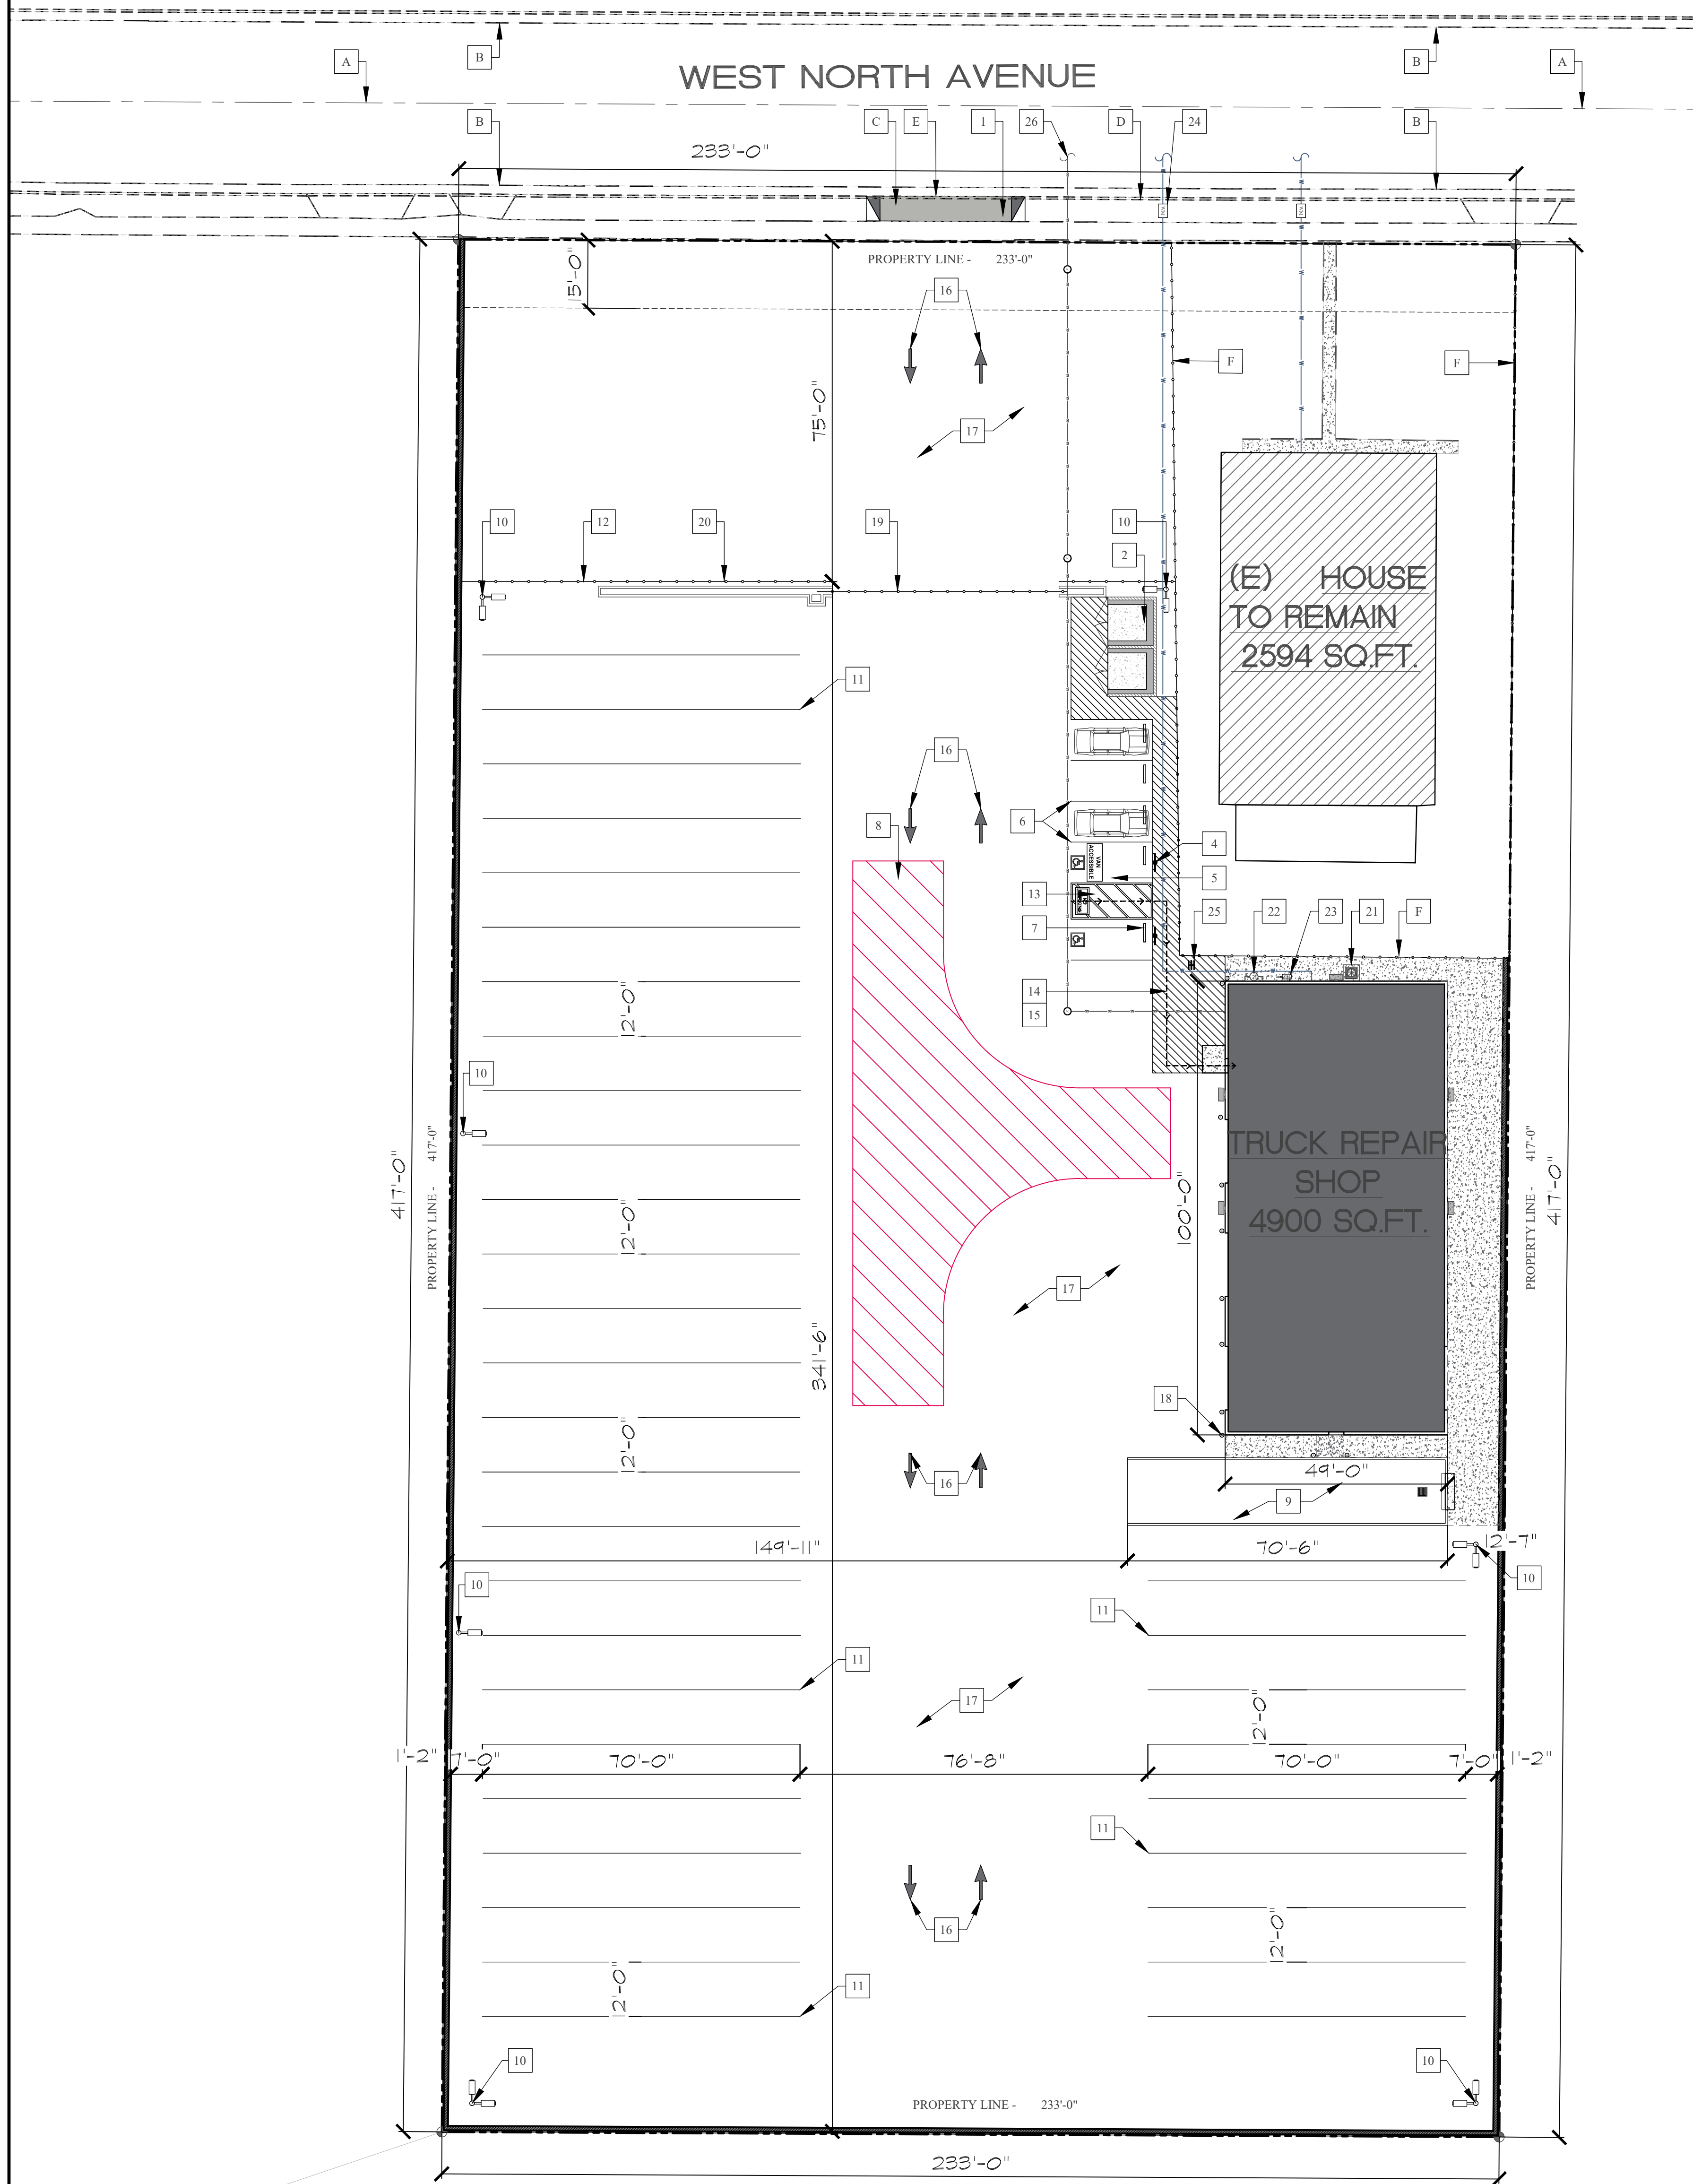 A
B
WEST NORTH AVENUE
B
A
B
C
E
1
26
D
24
B
233'-0"
PROPERTY LINE - 233'-0"
15'-0"
16
F
F
75'-0"
17
10
12
20
19
10
2
(E) HOUSE
TO REMAIN
2594 SQ.FT.
11
16
8
6
4
VAN
ACCESSIBLE
5
13
7
25
22
23
21
F
14
15
12'-0"
10
417'-0"
PROPERTY LINE - 417'-0"
12'-0"
100'-0"
TRUCK REPAIR
SHOP
4900 SQ.FT.
PROPERTY LINE - 417'-0"
417'-0"
17
341'-6"
18
12'-0"
16
49'-0"
9
149'-11"
70'-6"
12'-7"
10
10
11
11
17
12'-0"
1'-2"
7'-0"
70'-0"
76'-8"
70'-0"
7'-0"
1'-2"
11
16
12'-0"
12'-0"
11
10
10
PROPERTY LINE - 233'-0"
233'-0"